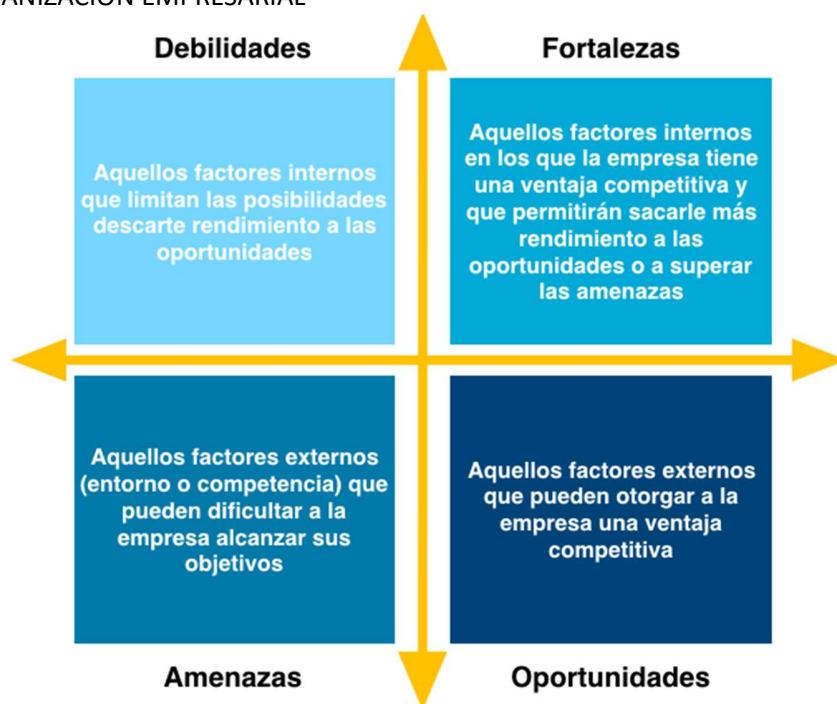 Debilidades
Fortalezas
Aquellos factores internos
que limitan las posibilidades
descarte rendimiento a las
oportunidades
Aquellos factores internos
en los que la empresa tiene
una ventaja competitiva y
que permitirán sacarle más
rendimiento a las
oportunidades o a superar
las amenazas
Aquellos factores externos
(entorno o competencia) que
pueden dificultar a la
empresa alcanzar sus
objetivos
Aquellos factores externos
que pueden otorgar a la
empresa una ventaja
competitiva
Amenazas
Oportunidades